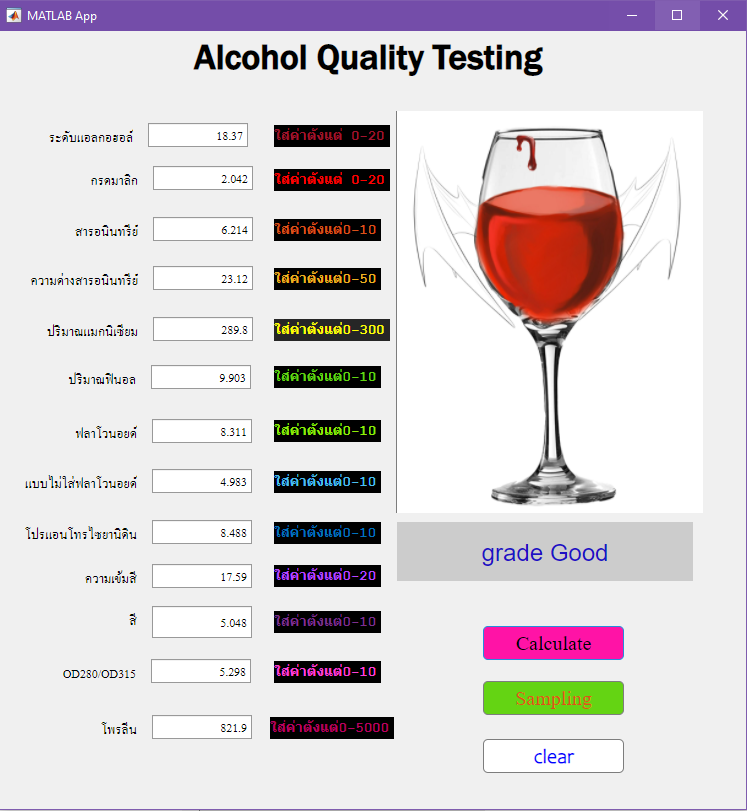 MATLAB App
Alcohol Quality Testing
ระดับแอลกอฮอล์ 18.37 ใส่ค่าตั้งแต่ 0-20
กรดมาลิก 2.042 ใส่ค่าตั้งแต่ 0-20
สารอนินทรีย์ 6.214 ใส่ค่าตั้งแต่0-10
ความด่างสารอนินทรีย์ 23.12 ใส่ค่าตั้งแต่0-50
ปริมาณแมกนิเซียม 289.8 ใส่ค่าตั้งแต่0-300
ปริมาณฟินอล 9.903 ใส่ค่าตั้งแต่0-10
ฟลาโวนอยด์ 8.311 ใส่ค่าตั้งแต่0-10
แบบไม่ใส่ฟลาโวนอยด์ 4.983 ใส่ค่าตั้งแต่0-10
โปรแอนโทรไซยานิดิน 8.488 ใส่ค่าตั้งแต่0-10
grade Good
ความเข้มสี 17.59 ใส่ค่าตั้งแต่0-20
สี 5.048 ใส่ค่าตั้งแต่0-10
Calculate
OD280/OD315 5.298 ใส่ค่าตั้งแต่0-10
Sampling
โพรลีน 821.9 ใส่ค่าตั้งแต่0-5000
clear